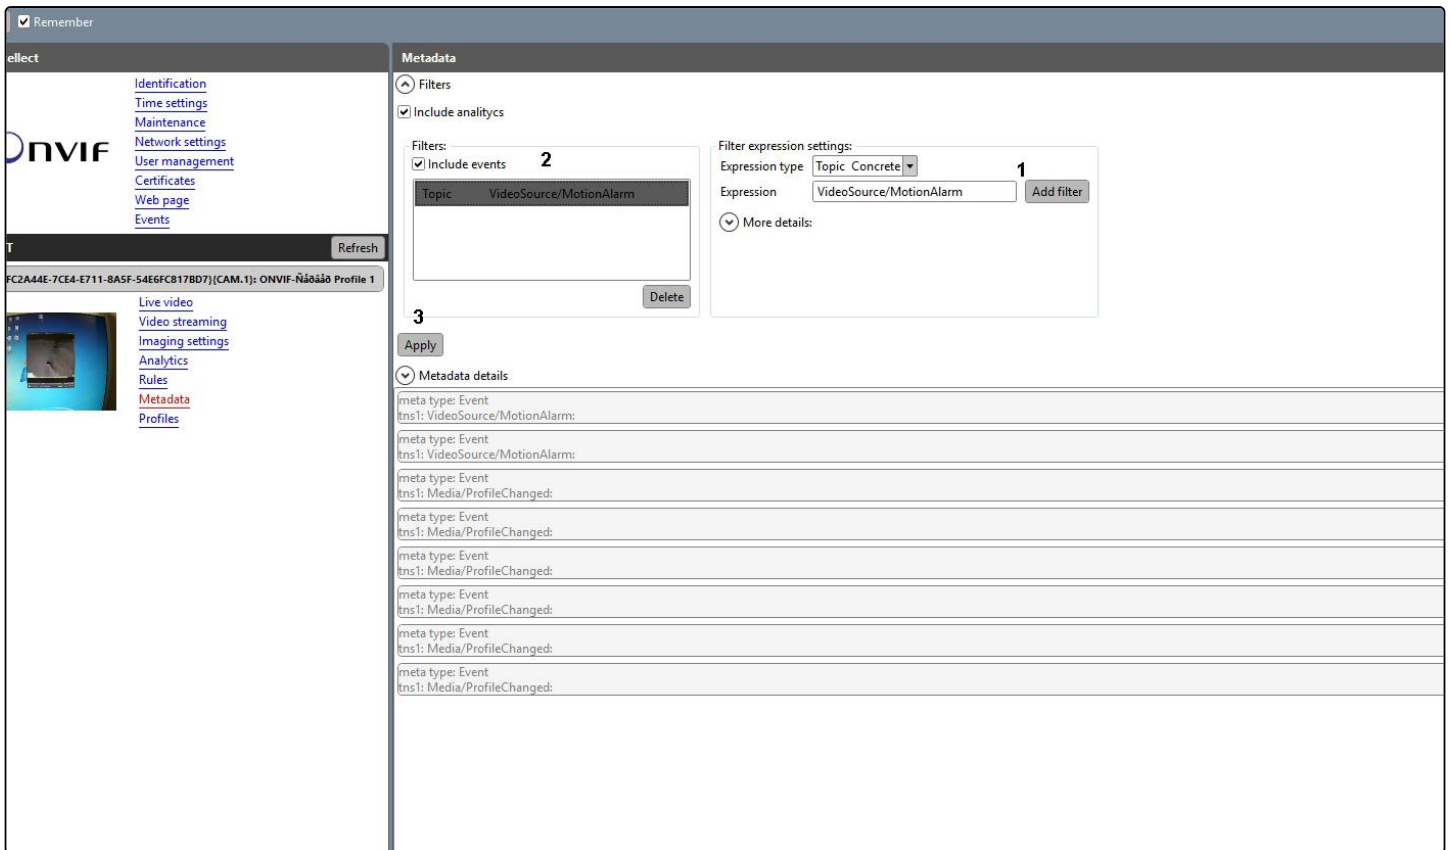 Remember
ellect
Identification
Time settings
Maintenance
Network settings
User management
Certificates
Web page
Events
nvif
T
Refresh
FC2A44E-7CE4-E711-8A5F-54E6FC817BD7}{CAM.1}: ONVIF-Ñåðâåð Profile 1
Live video
Video streaming
Imaging settings
Analytics
Rules
Metadata
Profiles
Metadata
Filters
Include analitycs
Filters:
Include events 2
Topic VideoSource/MotionAlarm
Delete
Filter expression settings:
Expression type Topic Concrete
1
Expression VideoSource/MotionAlarm Add filter
More details:
3
Apply
Metadata details
meta type: Event
tns1: VideoSource/MotionAlarm:
meta type: Event
tns1: VideoSource/MotionAlarm:
meta type: Event
tns1: Media/ProfileChanged:
meta type: Event
tns1: Media/ProfileChanged:
meta type: Event
tns1: Media/ProfileChanged:
meta type: Event
tns1: Media/ProfileChanged:
meta type: Event
tns1: Media/ProfileChanged:
meta type: Event
tns1: Media/ProfileChanged: